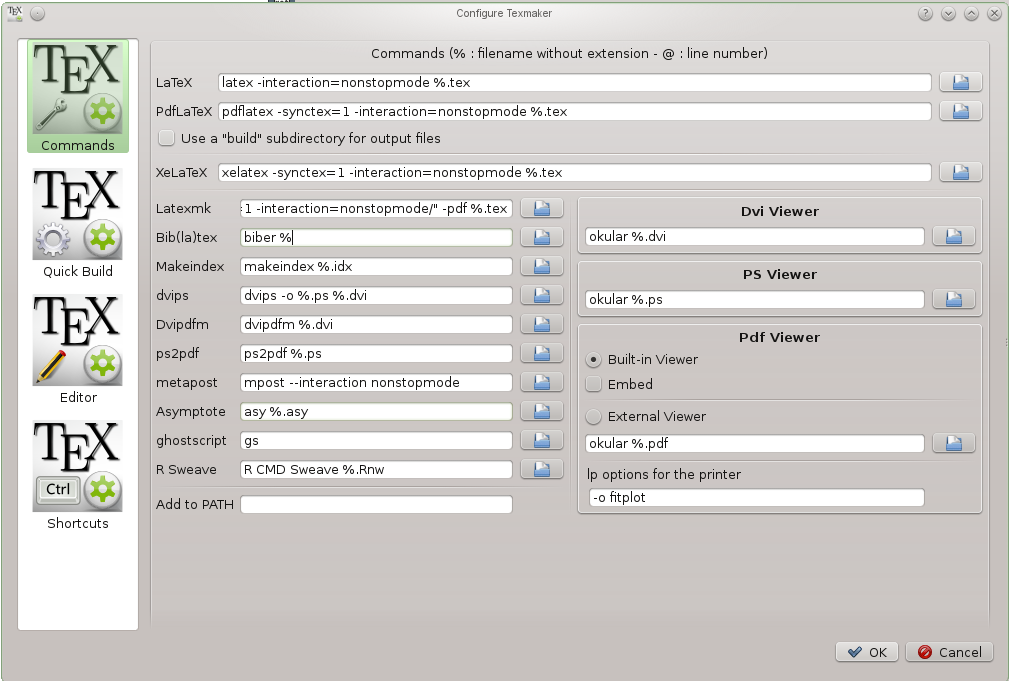 Configure Texmaker
Commands (% : filename without extension - @ : line number)
LaTeX latex -interaction=nonstopmode %.tex
PdfLaTeX pdflatex -synctex=1 -interaction=nonstopmode %.tex
Use a "build" subdirectory for output files
XeLaTeX xelatex -synctex=1 -interaction=nonstopmode %.tex
Latexmk =1 -interaction=nonstopmode/" -pdf %.tex
Bib(la)tex biber %
Makeindex makeindex %.idx
dvips dvips -o %.ps %.dvi
Dvipdfm dvipdfm %.dvi
ps2pdf ps2pdf %.ps
metapost mpost --interaction nonstopmode
Asymptote asy %.asy
ghostscript gs
R Sweave R CMD Sweave %.Rnw
Add to PATH
Dvi Viewer
okular %.dvi
PS Viewer
okular %.ps
Pdf Viewer
Built-in Viewer
Embed
External Viewer
okular %.pdf
lp options for the printer
-o fitplot
TEX
Commands
TEX
Quick Build
TEX
Editor
TEX
Ctrl
Shortcuts
OK
Cancel